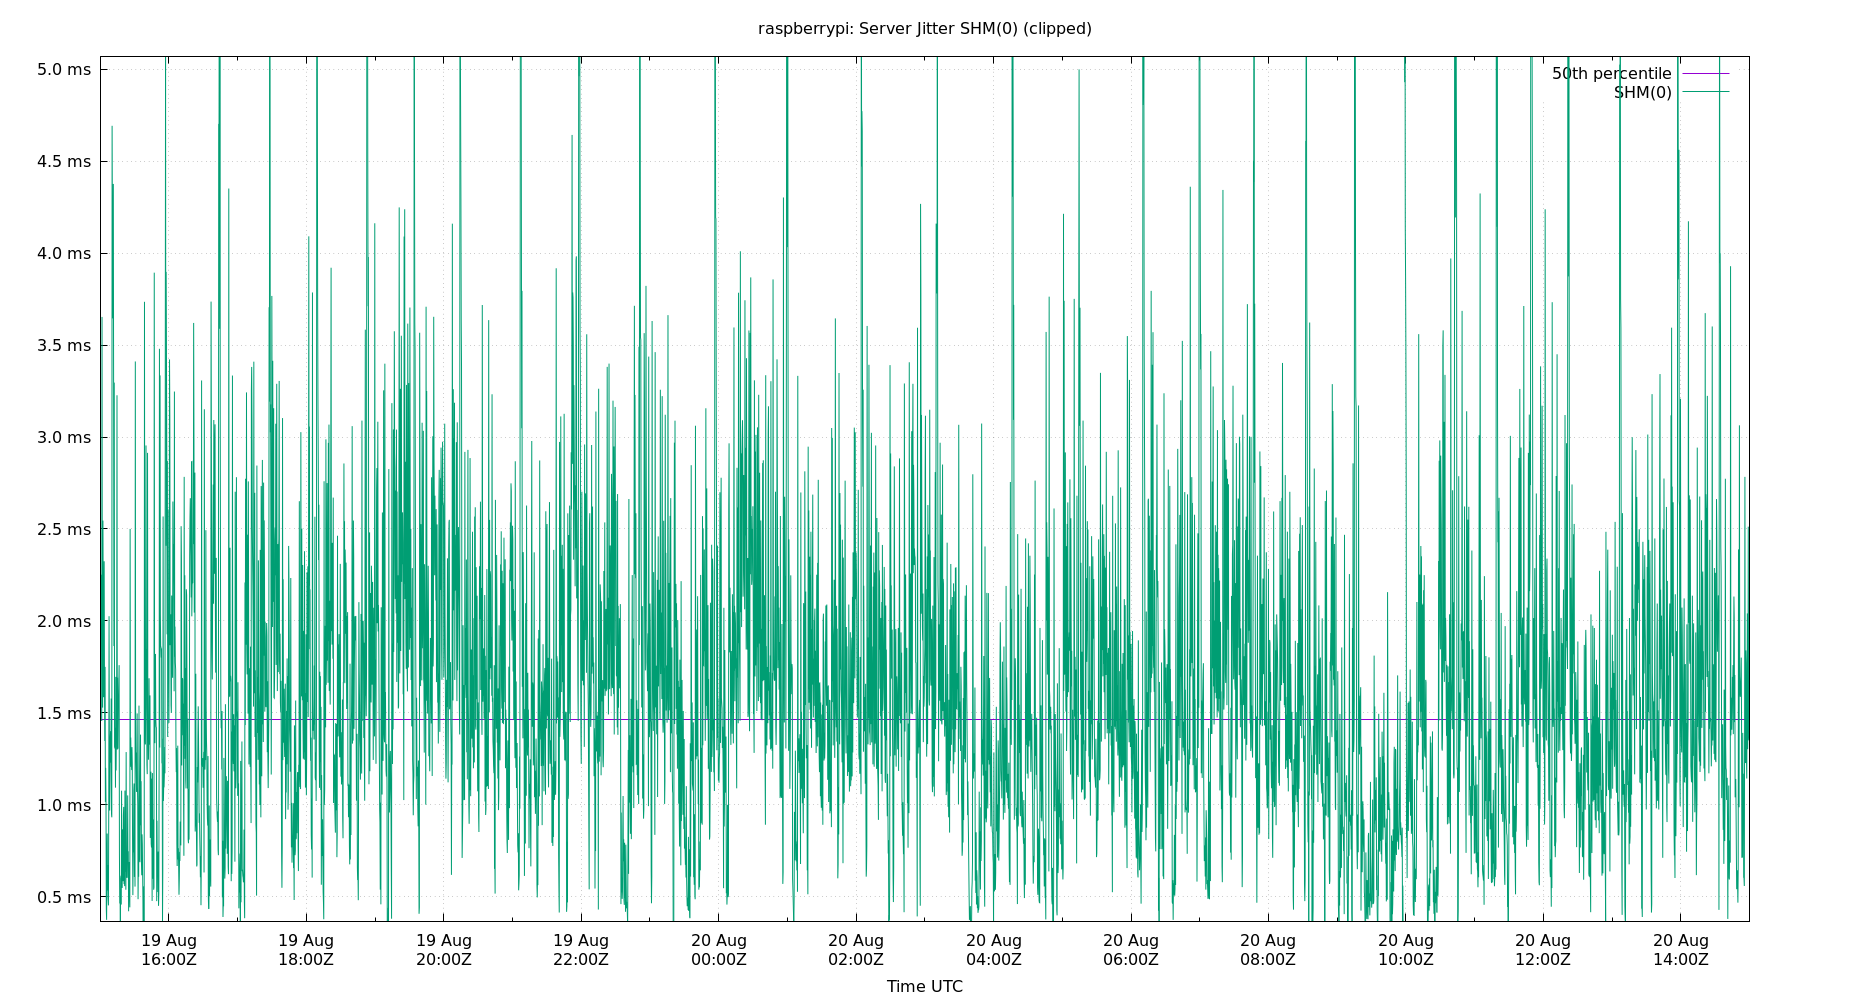 raspberrypi: Server Jitter SHM(0) (clipped)
5.0 ms
50th percentile
SHM(0)
4.5 ms
4.0 ms
3.5 ms
3.0 ms
2.5 ms
2.0 ms
1.5 ms
1.0 ms
0.5 ms
19 Aug 19 Aug 19 Aug 19 Aug 20 Aug 20 Aug 20 Aug 20 Aug 20 Aug 20 Aug 20 Aug 20 Aug
16:00Z 18:00Z 20:00Z 22:00Z 00:00Z 02:00Z 04:00Z 06:00Z 08:00Z 10:00Z 12:00Z 14:00Z
Time UTC